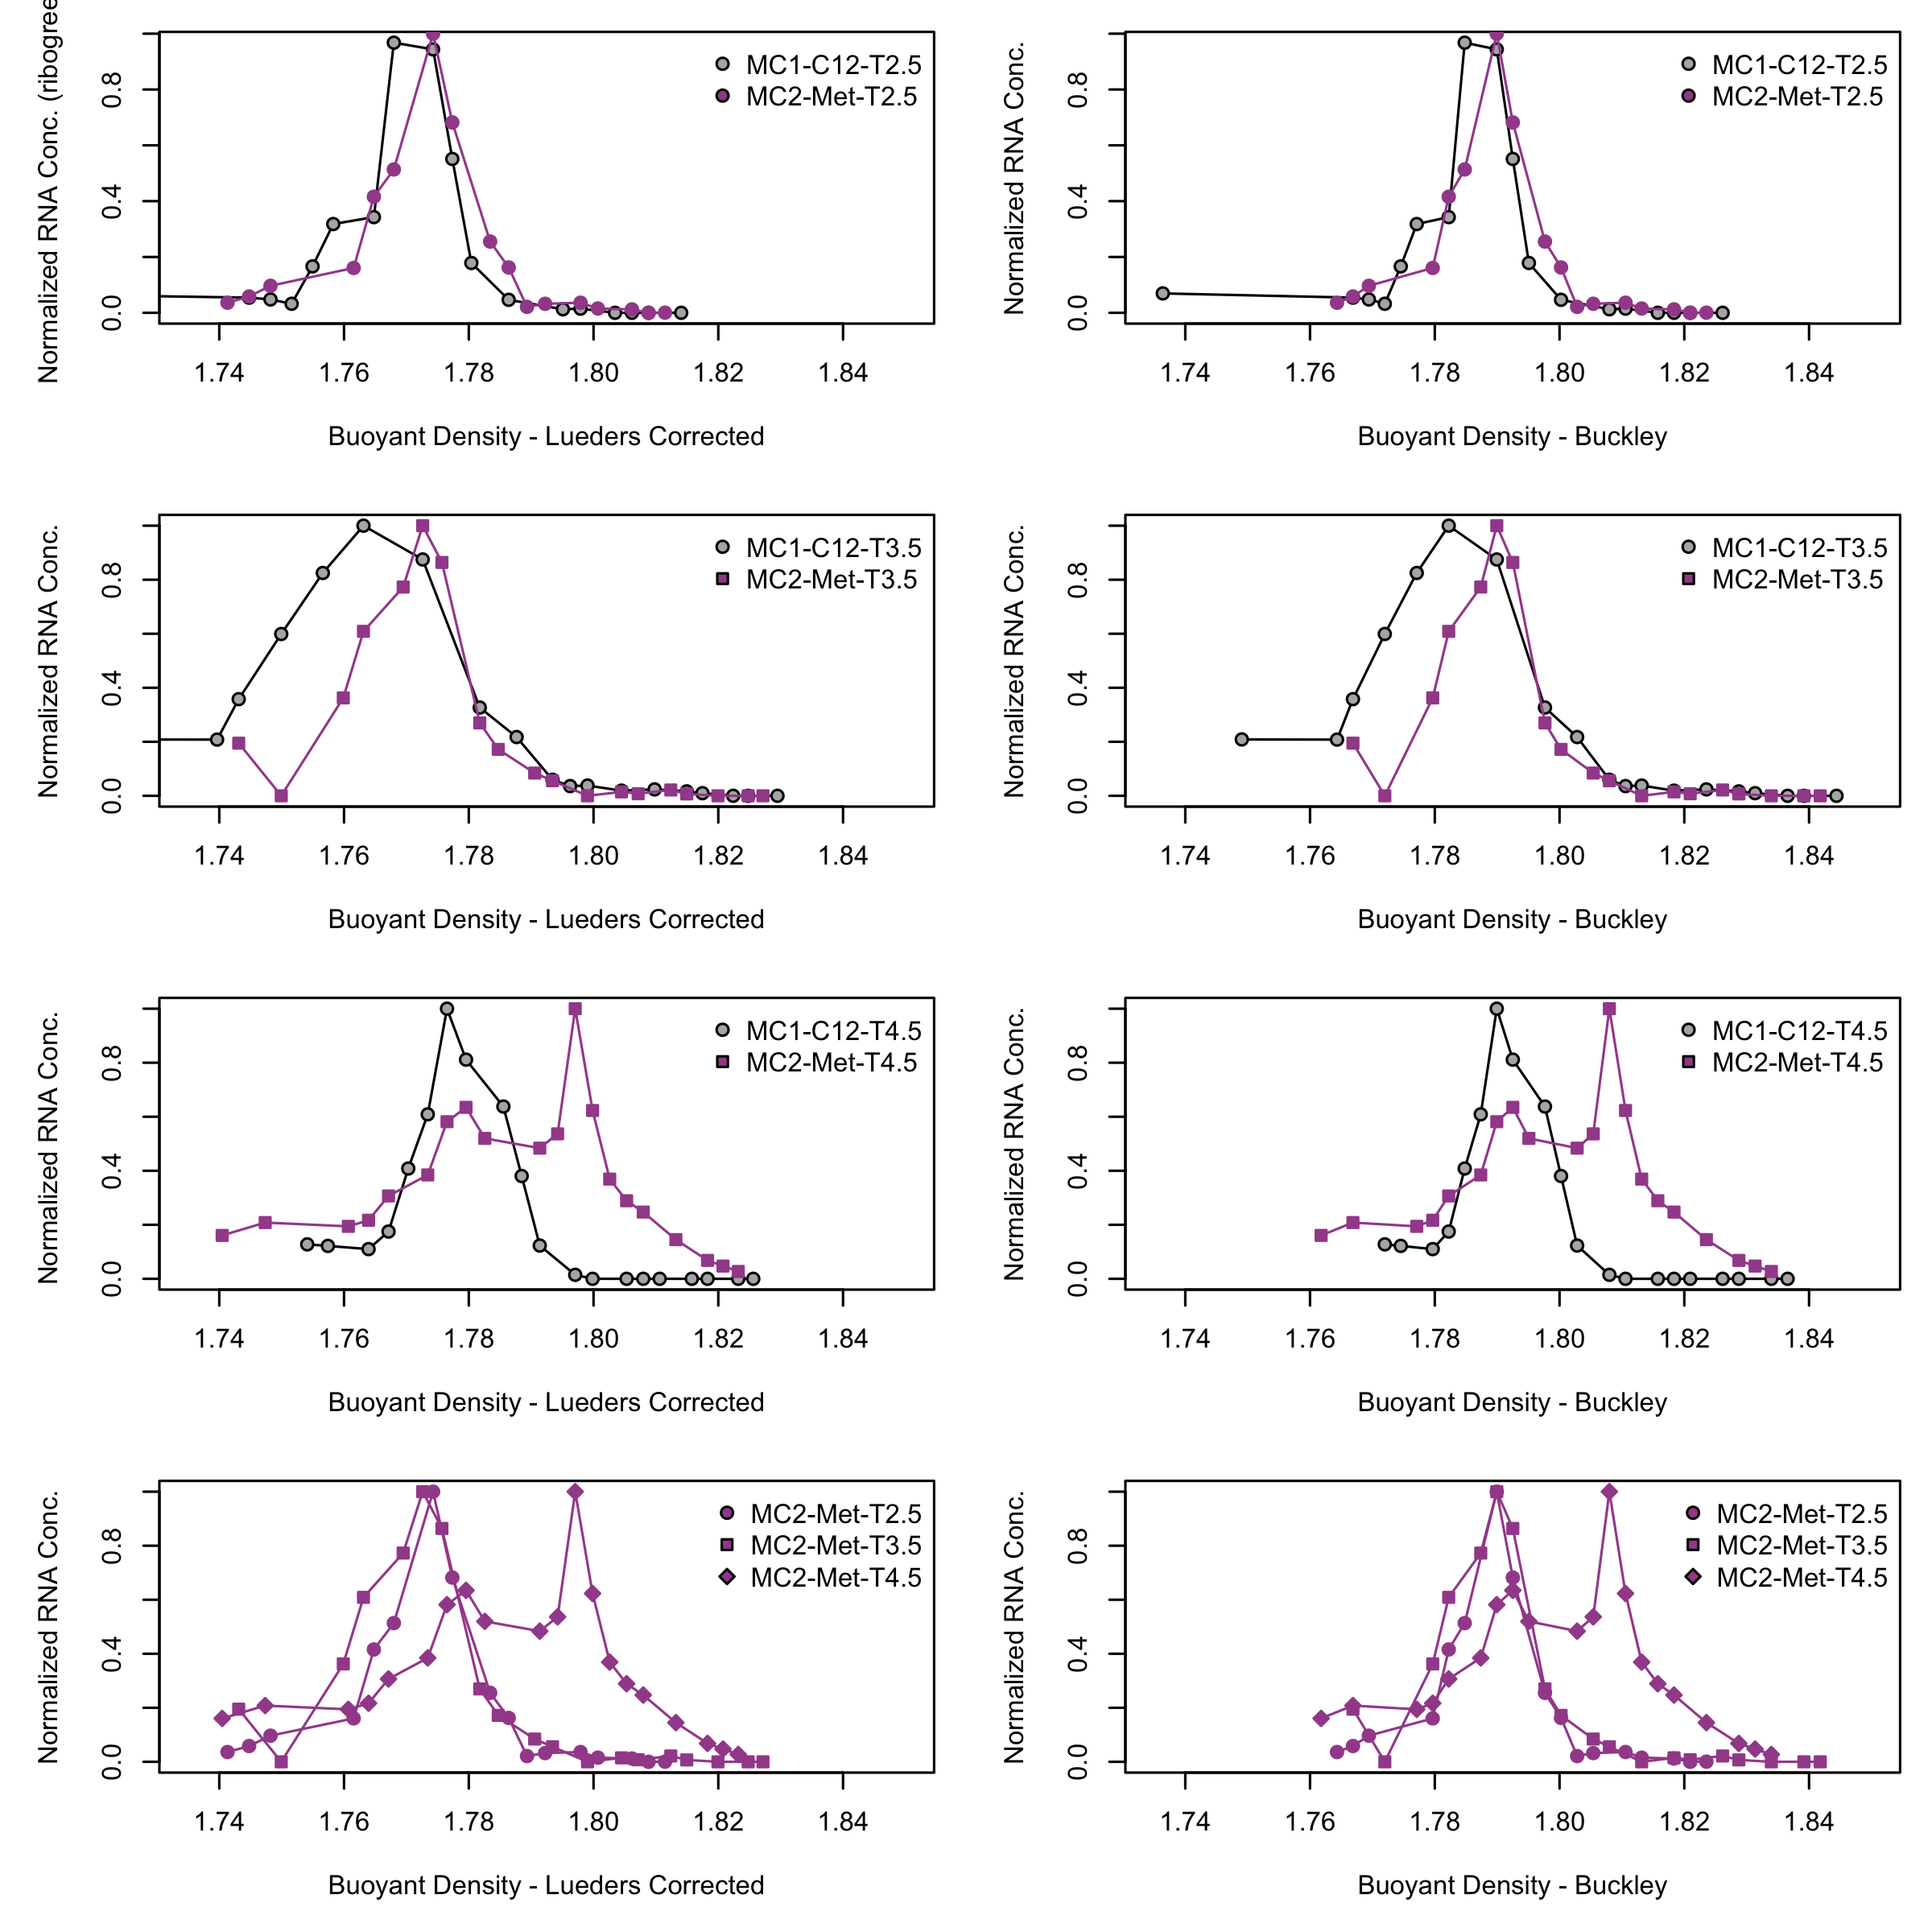 Normalized RNA Conc. (ribogree
0.0 0.4 0.8
MC1-C12-T2.5
MC2-Met-T2.5
1.74 1.76 1.78 1.80 1.82 1.84
Buoyant Density - Lueders Corrected
Normalized RNA Conc.
0.0 0.4 0.8
MC1-C12-T2.5
MC2-Met-T2.5
1.74 1.76 1.78 1.80 1.82 1.84
Buoyant Density - Buckley
Normalized RNA Conc.
0.0 0.4 0.8
MC1-C12-T3.5
MC2-Met-T3.5
1.74 1.76 1.78 1.80 1.82 1.84
Buoyant Density - Lueders Corrected
Normalized RNA Conc.
0.0 0.4 0.8
MC1-C12-T3.5
MC2-Met-T3.5
1.74 1.76 1.78 1.80 1.82 1.84
Buoyant Density - Buckley
Normalized RNA Conc.
0.0 0.4 0.8
MC1-C12-T4.5
MC2-Met-T4.5
1.74 1.76 1.78 1.80 1.82 1.84
Buoyant Density - Lueders Corrected
Normalized RNA Conc.
0.0 0.4 0.8
MC1-C12-T4.5
MC2-Met-T4.5
1.74 1.76 1.78 1.80 1.82 1.84
Buoyant Density - Buckley
Normalized RNA Conc.
0.0 0.4 0.8
MC2-Met-T2.5
MC2-Met-T3.5
MC2-Met-T4.5
1.74 1.76 1.78 1.80 1.82 1.84
Buoyant Density - Lueders Corrected
Normalized RNA Conc.
0.0 0.4 0.8
MC2-Met-T2.5
MC2-Met-T3.5
MC2-Met-T4.5
1.74 1.76 1.78 1.80 1.82 1.84
Buoyant Density - Buckley